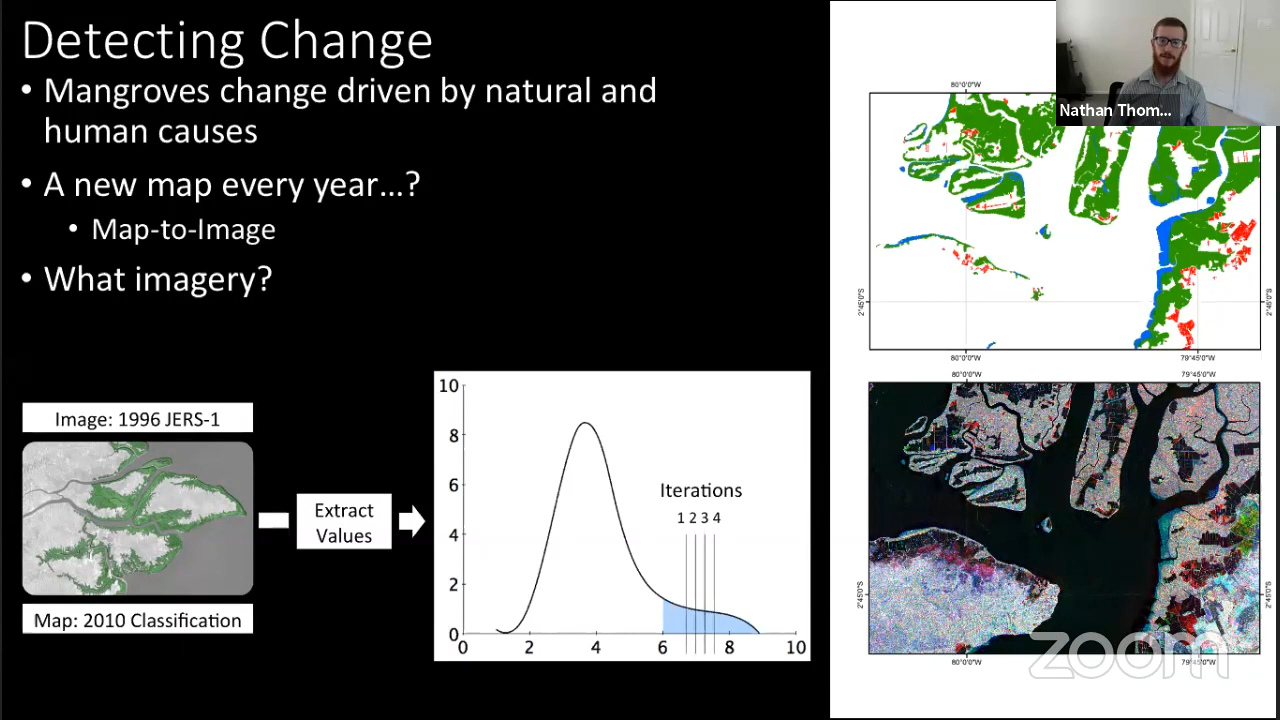 Detecting Change
• Mangroves change driven by natural and
human causes
• A new map every year...?
• Map-to-Image
• What imagery?
Image: 1996 JERS-1
Map: 2010 Classification
Extract
Values
Iterations
1 2 3 4
10
8
6
4
2
0
0 2 4 6 8 10
Nathan Thom...
80°0'0"W
2°45'0"S
2°45'0"S
80°0'0"W 79°45'0"W
80°0'0"W 79°45'0"W
2°45'0"S
2°45'0"S
80°0'0"W 79°45'0"W
zoom